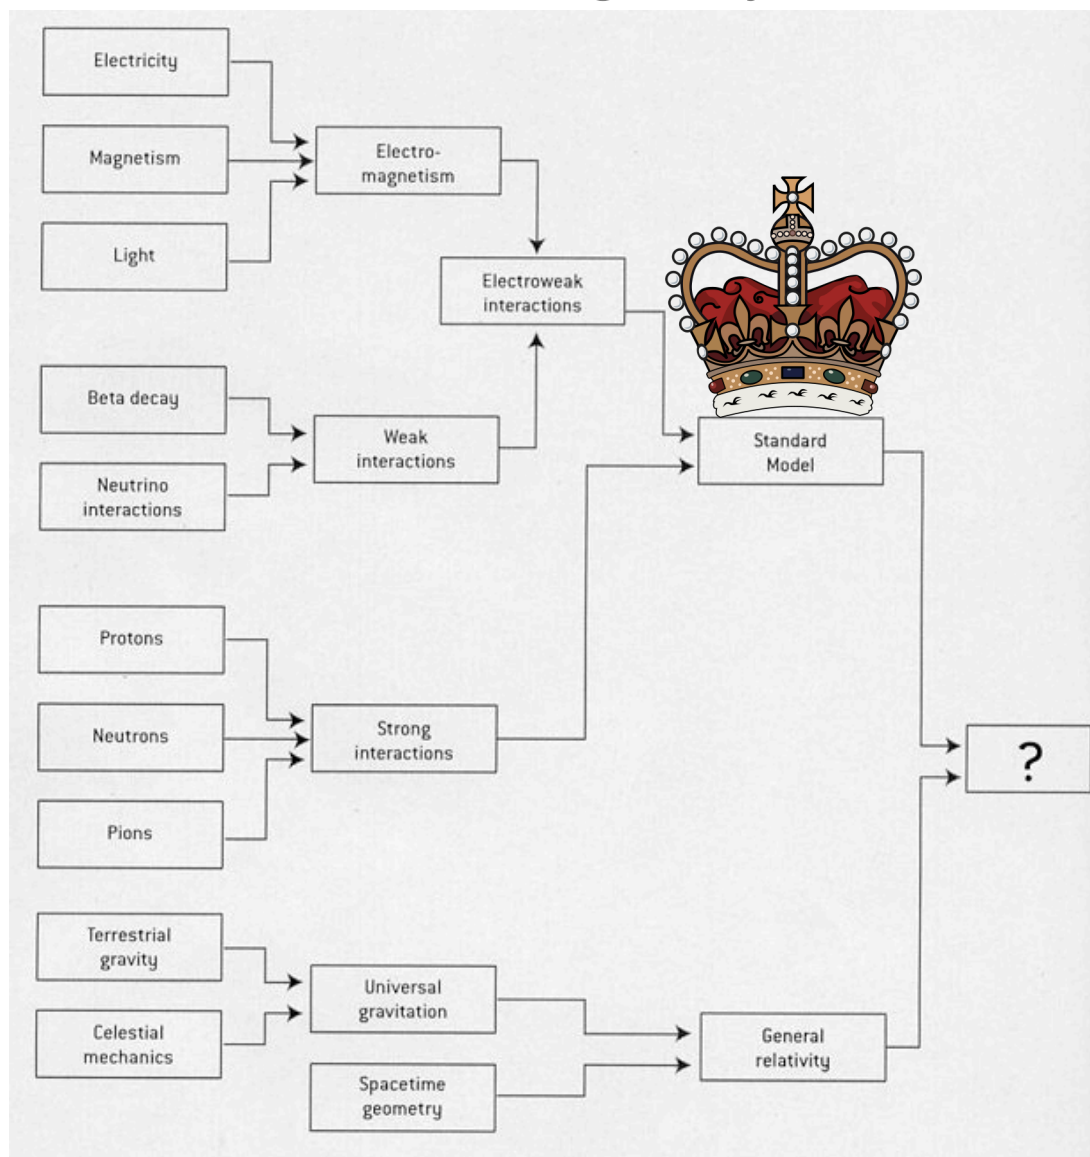 Electricity
Magnetism
Light
Electro-
magnetism
Electroweak
interactions
Beta decay
Neutrino
interactions
Weak
interactions
Standard
Model
Protons
Neutrons
Pions
Strong
interactions
?
Terrestrial
gravity
Celestial
mechanics
Universal
gravitation
Spacetime
geometry
General
relativity